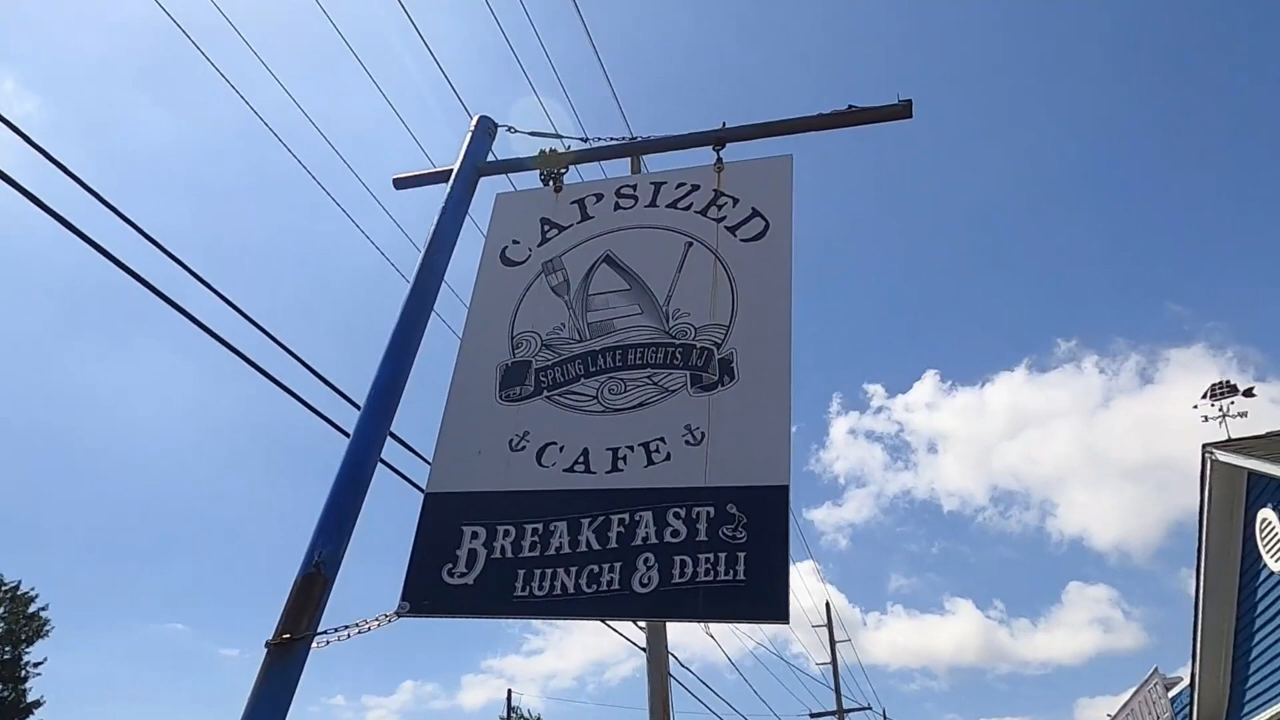 CAPSIZED
SPRING LAKE HEIGHTS, NJ
CAFE
BREAKFAST
LUNCH & DELI